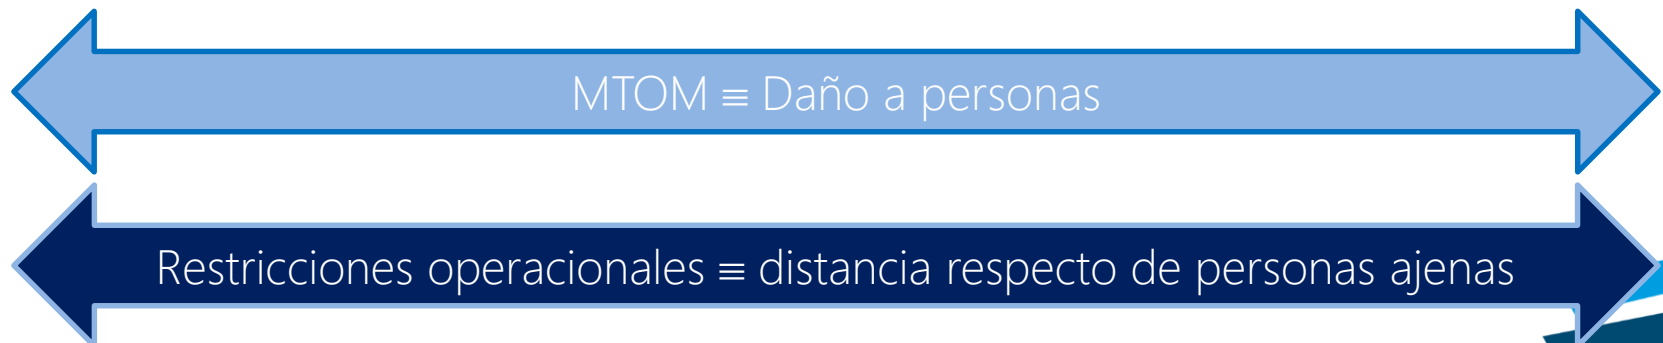 MTOM ≡ Daño a personas
Restricciones operacionales ≡ distancia respecto de personas ajenas